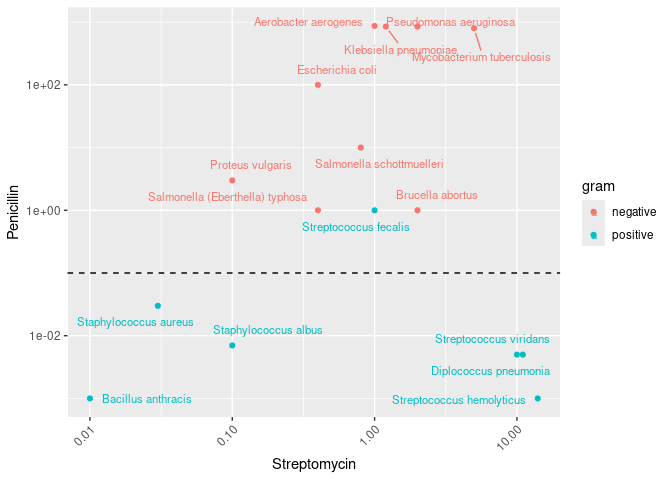 Aerobacter aerogenes
Pseudomonas aeruginosa
Klebsiella pneumoniae
Mycobacterium tuberculosis
Escherichia coli
1e+02
Proteus vulgaris
Salmonella schottmuelleri
Salmonella (Eberthella) typhosa
Brucella abortus
1e+00
Streptococcus fecalis
Penicillin
gram
negative
positive
Staphylococcus aureus
Staphylococcus albus
1e-02
Streptococcus viridans
Diplococcus pneumonia
Bacillus anthracis
Streptococcus hemolyticus
0.01
0.10
1.00
10.00
Streptomycin